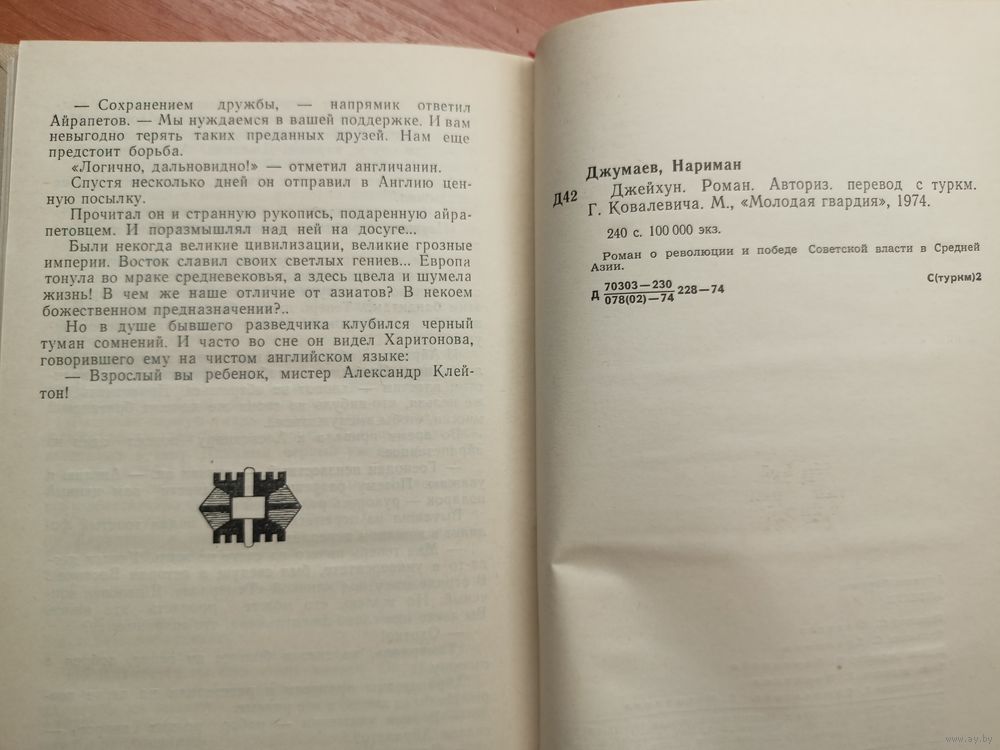 — Сохранением дружбы, — напрямик ответил
Айрапетов. — Мы нуждаемся в вашей поддержке. И вам
невыгодно терять таких преданных друзей. Нам еще
предстоит борьба.
«Логично, дальновидно!» — отметил англичанин.
Спустя несколько дней он отправил в Англию цен-
ную посылку.
Прочитал он и странную рукопись, подаренную айра-
петовцем. И поразмышлял над ней на досуге...
Были некогда великие цивилизации, великие грозные
империи. Восток славил своих светлых гениев... Европа
тонула во мраке средневековья, а здесь цвела и шумела
жизнь! В чем же наше отличие от азиатов? В некоем
божественном предназначении?..
Но в душе бывшего разведчика клубился черный
туман сомнений. И часто во сне он видел Харитонова,
говорившего ему на чистом английском языке:
— Взрослый вы ребенок, мистер Александр Клей-
тон!
Джумаев, Нариман
Д42 Джейхун. Роман. Авториз. перевод с туркм.
Г. Ковалевича. М., «Молодая гвардия», 1974.
240 с. 100 000 экз.
Роман о революции и победе Советской власти в Средней
Азии.
Д 70303—230
078(02)—74 228—74
С(туркм)2
www.ay.by